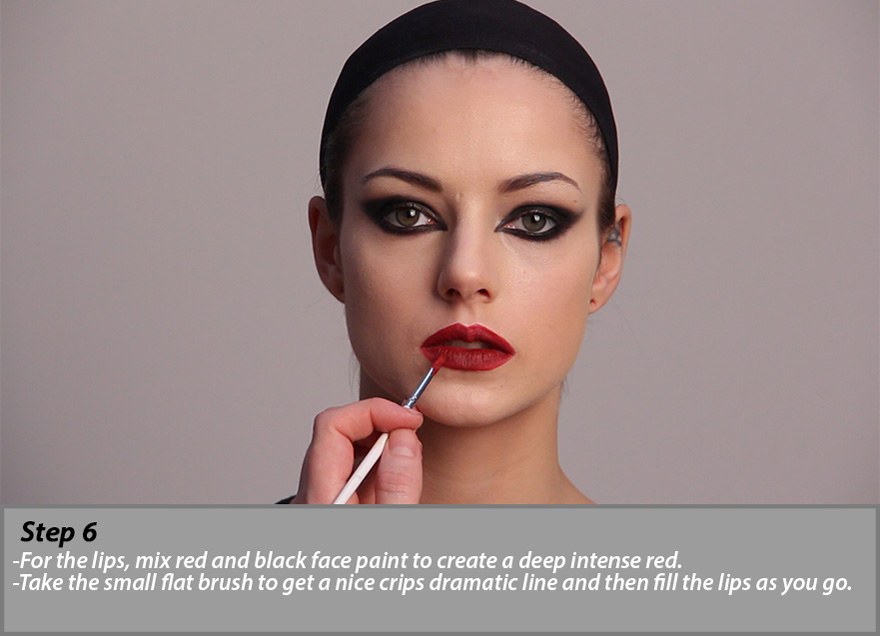 Step 6
-For the lips, mix red and black face paint to create a deep intense red.
-Take the small flat brush to get a nice crips dramatic line and then fill the lips as you go.